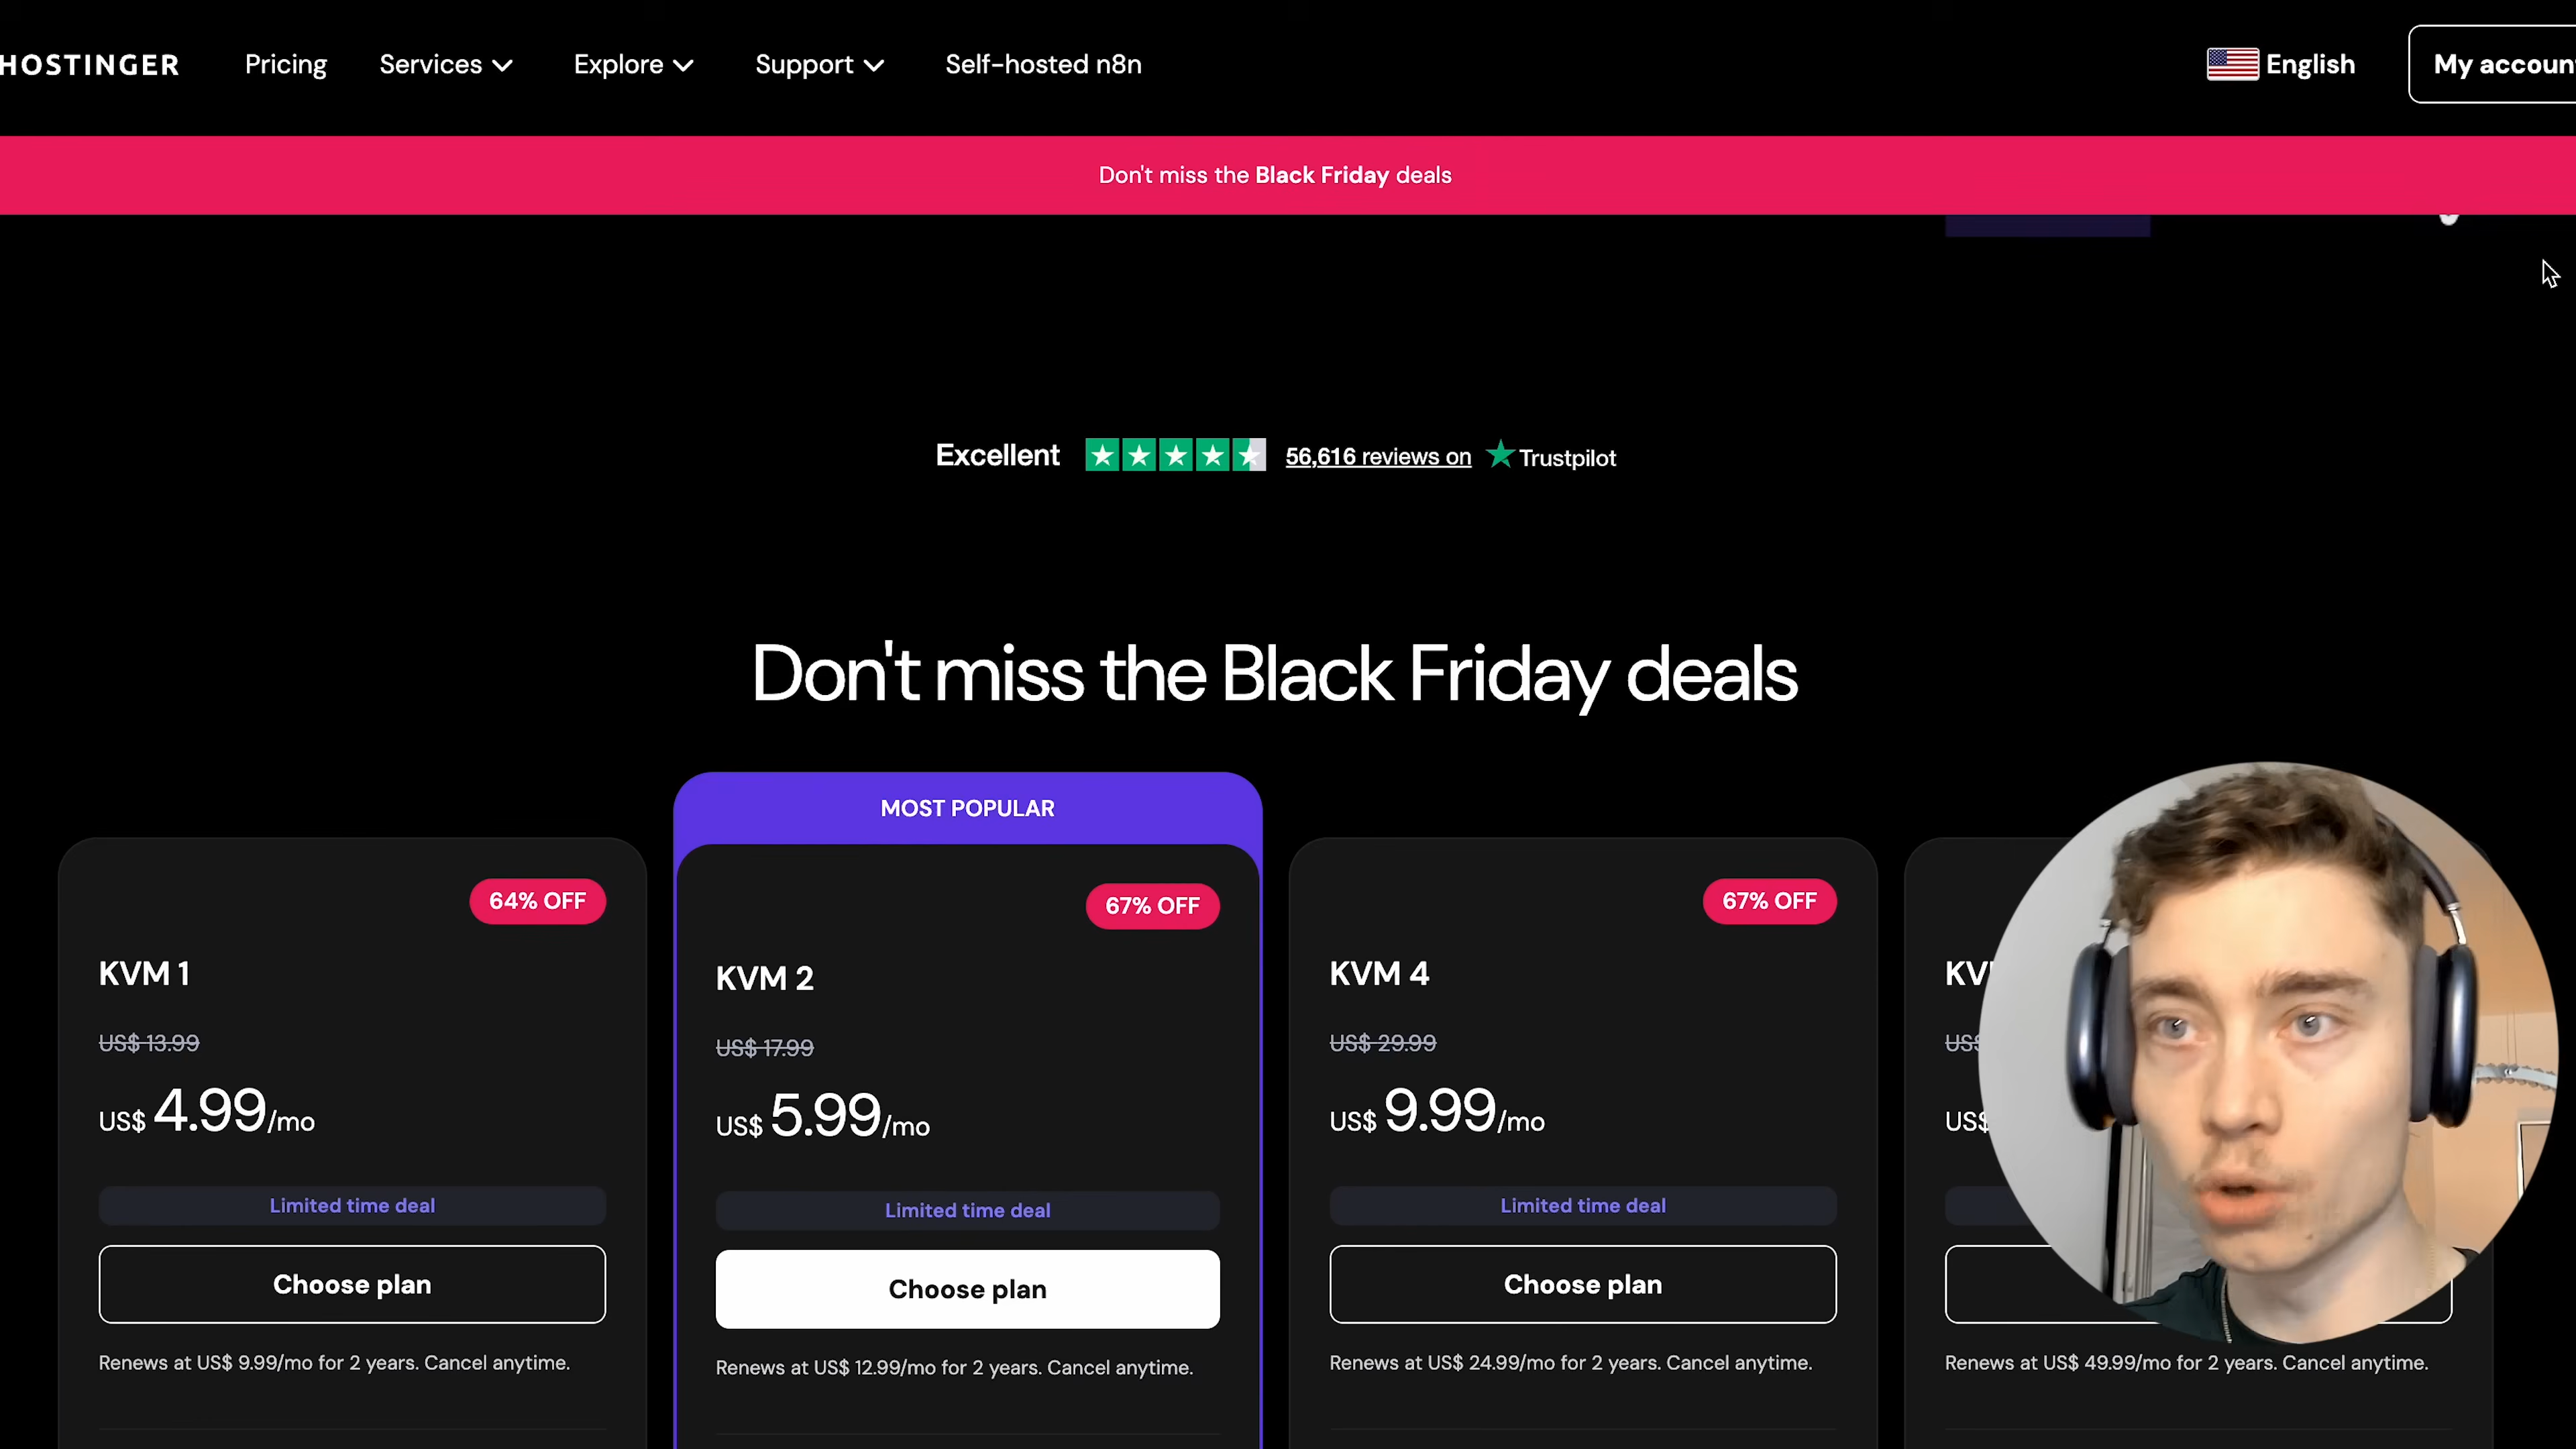 HOSTINGER Pricing Services Explore Support Self-hosted n8n English My accoun
Don't miss the Black Friday deals
Excellent 56,616 reviews on Trustpilot
Don't miss the Black Friday deals
MOST POPULAR
64% OFF
KVM 1
US$ 13.99
US$ 4.99/mo
Limited time deal
Choose plan
Renews at US$ 9.99/mo for 2 years. Cancel anytime.
67% OFF
KVM 2
US$ 17.99
US$ 5.99/mo
Limited time deal
Choose plan
Renews at US$ 12.99/mo for 2 years. Cancel anytime.
67% OFF
KVM 4
US$ 29.99
US$ 9.99/mo
Limited time deal
Choose plan
Renews at US$ 24.99/mo for 2 years. Cancel anytime.
US$
Renews at US$ 49.99/mo for 2 years. Cancel anytime.